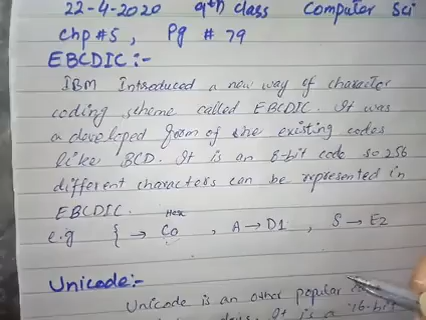 22-4-2020 9th class Computer Sci
Chp #5, Pg # 79
EBCDIC:-
IBM Introduced a new way of character
coding scheme called EBCDIC. It was
a developed form of the existing codes
like BCD. It is an 8-bit code so 256
different characters can be represented in
EBCDIC.
Hexa
e.g { → C0 , A → D1 , S → E2
Unicode:-
Unicode is an other popular
It is a 16-bit